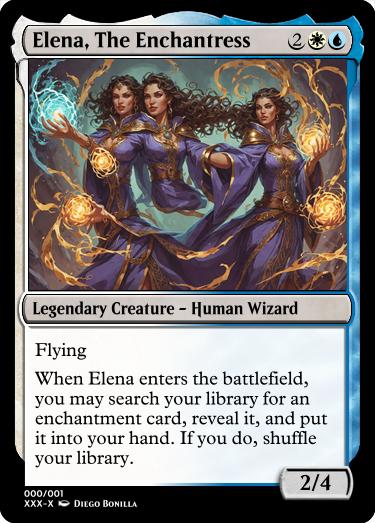 Elena, The Enchantress 2
Legendary Creature – Human Wizard
Flying
When Elena enters the battlefield,
you may search your library for an
enchantment card, reveal it, and put
it into your hand. If you do, shuffle
your library.
2/4
000/001
XXX-X Diego Bonilla